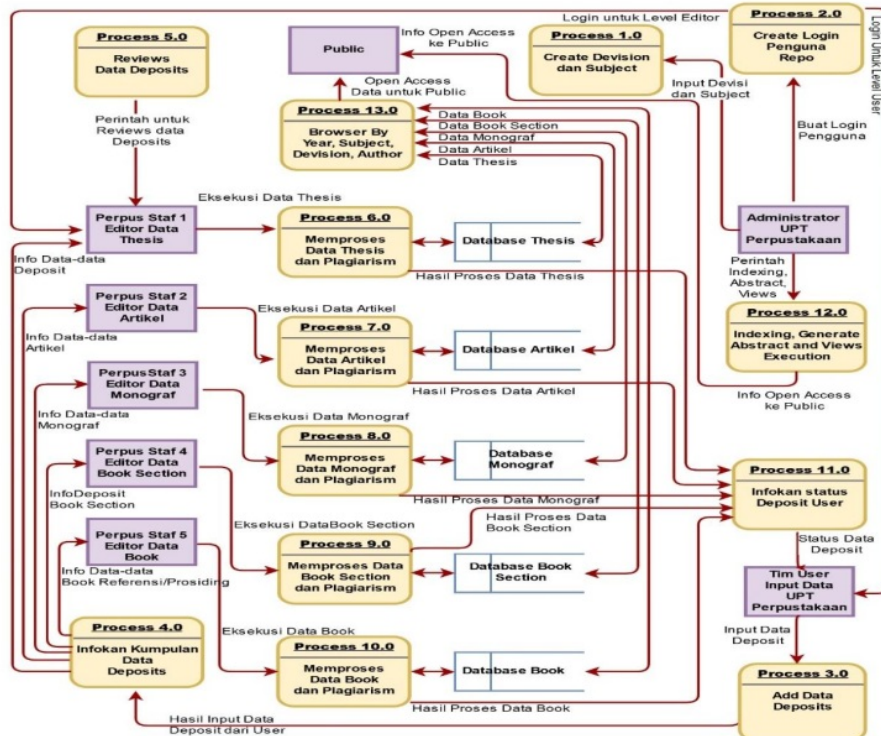 Login untuk Level Editor
Process 2.0
Create Login
Penguna
Repo
Login Untuk Level User
Process 5.0
Reviews
Data Deposits
Public
Info Open Access
ke Public
Process 1.0
Create Devision
dan Subject
Open Access
Data untuk Public
Input Devisi
dan Subject
Process 13.0
Browser By
Year, Subject,
Devision, Author
Data Book
Data Book Section
Data Monograf
Data Artikel
Data Thesis
Buat Login
Pengguna
Perintah untuk
Reviews data
Deposits
Perpus Staf 1
Editor Data
Thesis
Eksekusi Data Thesis
Process 6.0
Memproses
Data Thesis
dan Plagiarism
Database Thesis
Administrator
UPT
Perpustakaan
Info Data-data
Deposit
Hasil Proses Data Thesis
Perintah
Indexing,
Abstract,
Views
Perpus Staf 2
Editor Data
Artikel
Eksekusi Data Artikel
Process 7.0
Memproses
Data Artikel
dan Plagiarism
Database Artikel
Process 12.0
Indexing, Generate
Abstract and Views
Execution
Info Data-data
Artikel
Hasil Proses Data Artikel
Info Open Access
ke Public
PerpusStaf 3
Editor Data
Monograf
Info Data-data
Monograf
Eksekusi Data Monograf
Process 8.0
Memproses
Data Monograf
dan Plagiarism
Database
Monograf
Hasil Proses Data Monograf
Perpus Staf 4
Editor Data
Book Section
InfoDeposit
Book Section
Process 11.0
Infokan status
Deposit User
Eksekusi DataBook Section
Hasil Proses Data
Book Section
Perpus Staf 5
Editor Data
Book
Info Data-data
Book Referensi/Prosiding
Process 9.0
Memproses Data
Book Section
dan Plagiarism
Database Book
Section
Status Data
Deposit
Tim User
Input Data
UPT
Perpustakaan
Process 4.0
Infokan Kumpulan
Data
Deposits
Eksekusi Data Book
Process 10.0
Memproses
Data Book
dan Plagiarism
Database Book
Input Data
Deposit
Process 3.0
Add Data
Deposits
Hasil Proses Data Book
Hasil Input Data
Deposit dari User